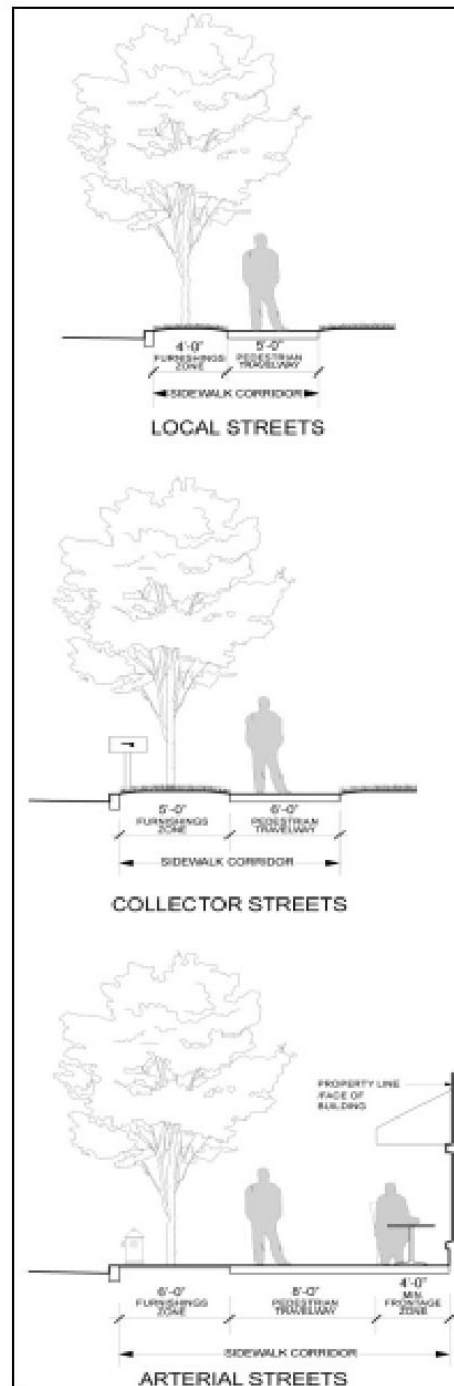 4'-0" 5'-0"
FURNISHINGS PEDESTRIAN
ZONE TRAVELWAY
SIDEWALK CORRIDOR
LOCAL STREETS
5'-0" 6'-0"
FURNISHINGS PEDESTRIAN
ZONE TRAVELWAY
SIDEWALK CORRIDOR
COLLECTOR STREETS
PROPERTY LINE
/FACE OF
BUILDING
6'-0" 8'-0" 4'-0"
FURNISHINGS PEDESTRIAN MIN.
ZONE TRAVELWAY FRONTAGE
ZONE
SIDEWALK CORRIDOR
ARTERIAL STREETS